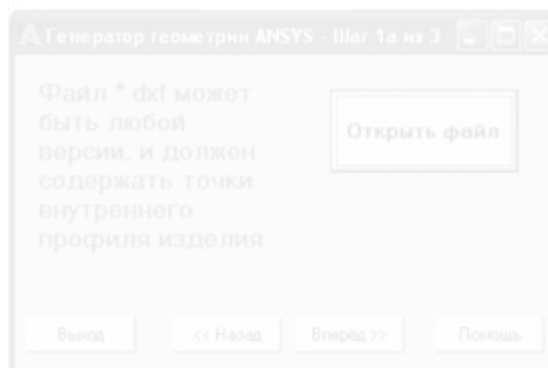 Генератор геометрии ANSYS - Шаг 1а из 3
Файл *.dxf может
быть любой
версии, и должен
содержать точки
внутреннего
профиля изделия
Открыть файл
Выход
<< Назад
Вперёд >>
Помощь